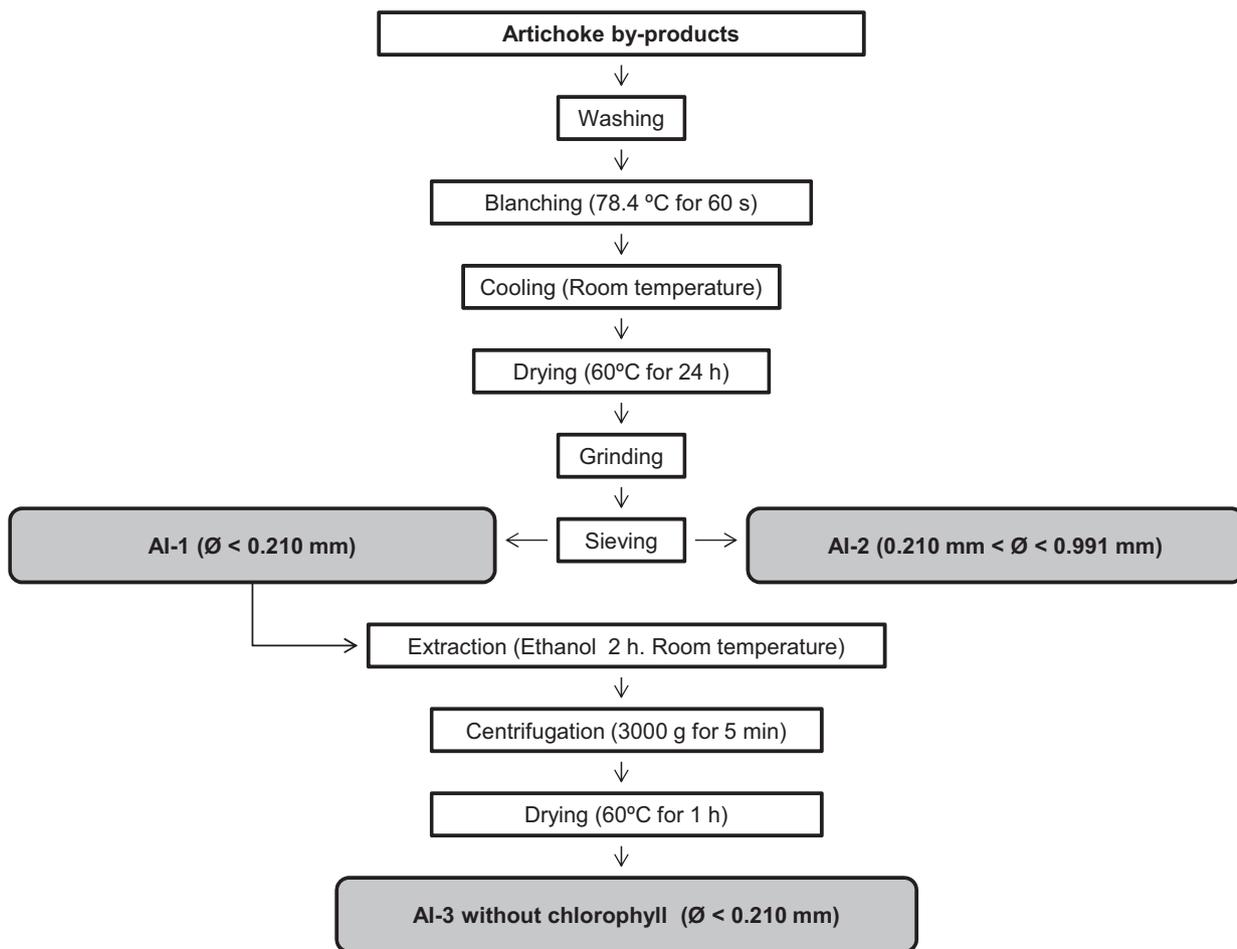 Artichoke by-products
Washing
Blanching (78.4 ºC for 60 s)
Cooling (Room temperature)
Drying (60ºC for 24 h)
Grinding
AI-1 (Ø < 0.210 mm)
Sieving
AI-2 (0.210 mm < Ø < 0.991 mm)
Extraction (Ethanol  2 h. Room temperature)
Centrifugation (3000 g for 5 min)
Drying (60ºC for 1 h)
AI-3 without chlorophyll  (Ø < 0.210 mm)